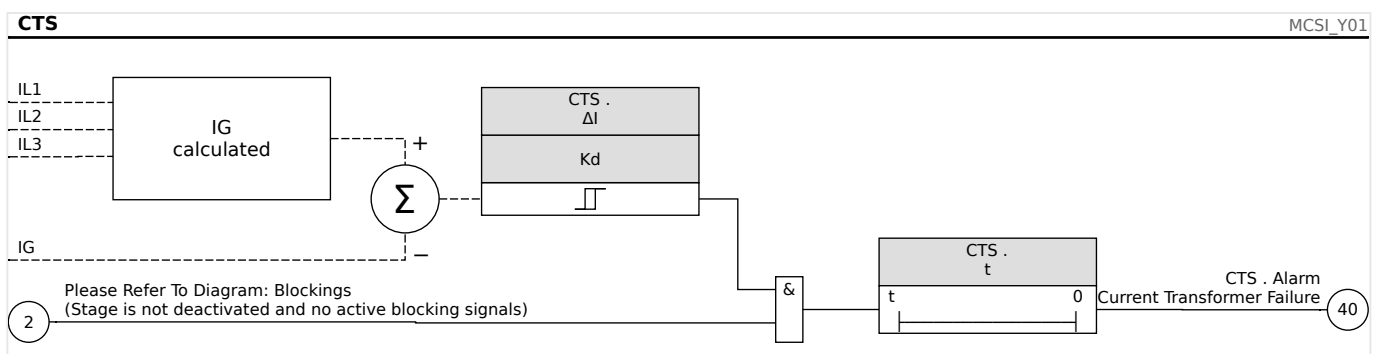 CTS
MCSI_Y01
IL1
IL2
IL3
IG
calculated
+
Σ
−
IG
CTS .
ΔI
Kd
Please Refer To Diagram: Blockings
(Stage is not deactivated and no active blocking signals)
2
&
CTS .
t
t 0
CTS . Alarm
Current Transformer Failure
40